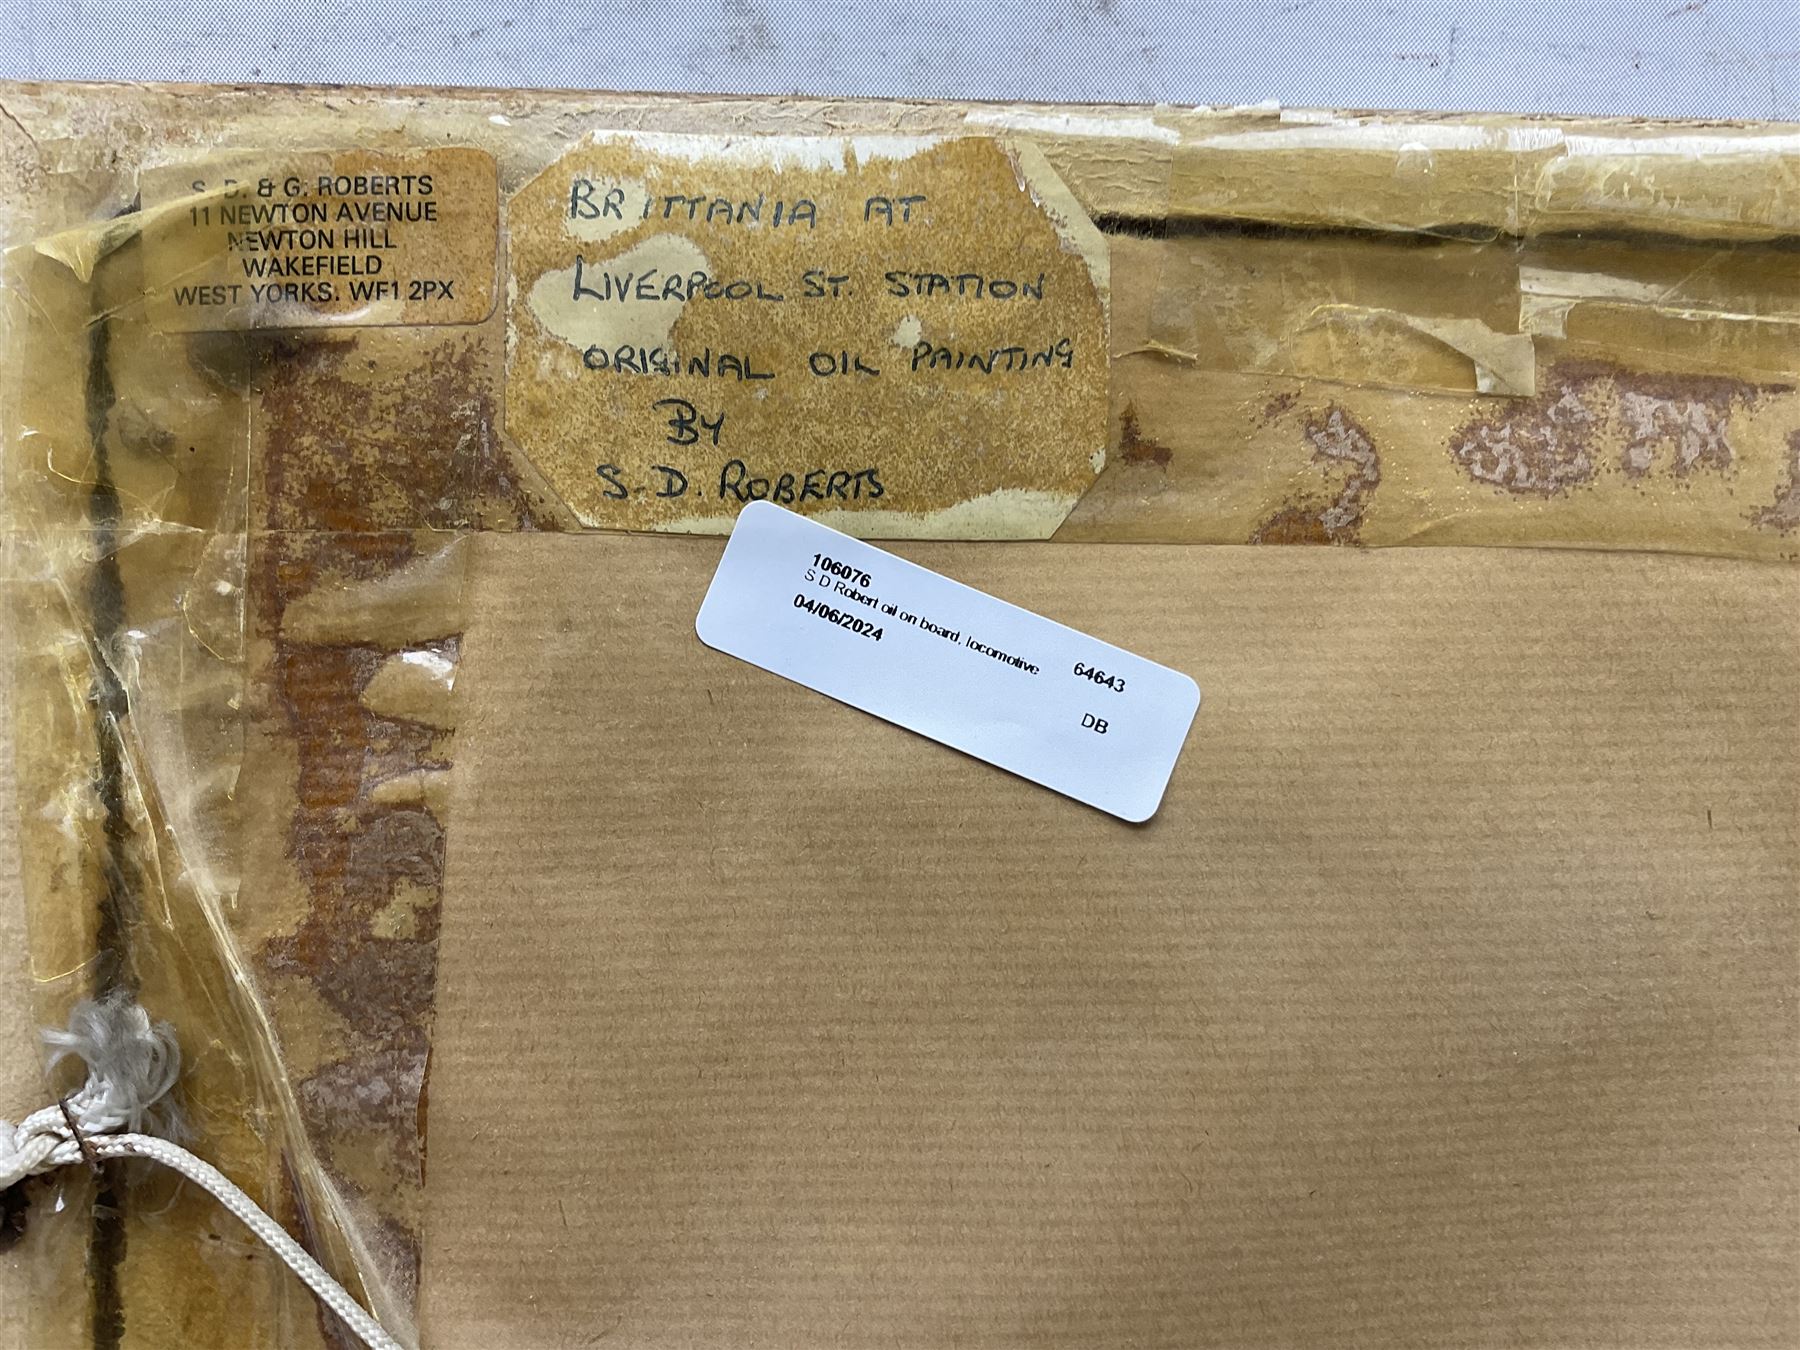 S. D. & G. ROBERTS
11 NEWTON AVENUE
NEWTON HILL
WAKEFIELD
WEST YORKS. WF1 2PX
BRITTANIA AT
LIVERPOOL ST. STATION
ORIGINAL OIL PAINTING
BY
S.D. ROBERTS
106076
S D Robert oil on board, locomotive
04/06/2024
64643
DB